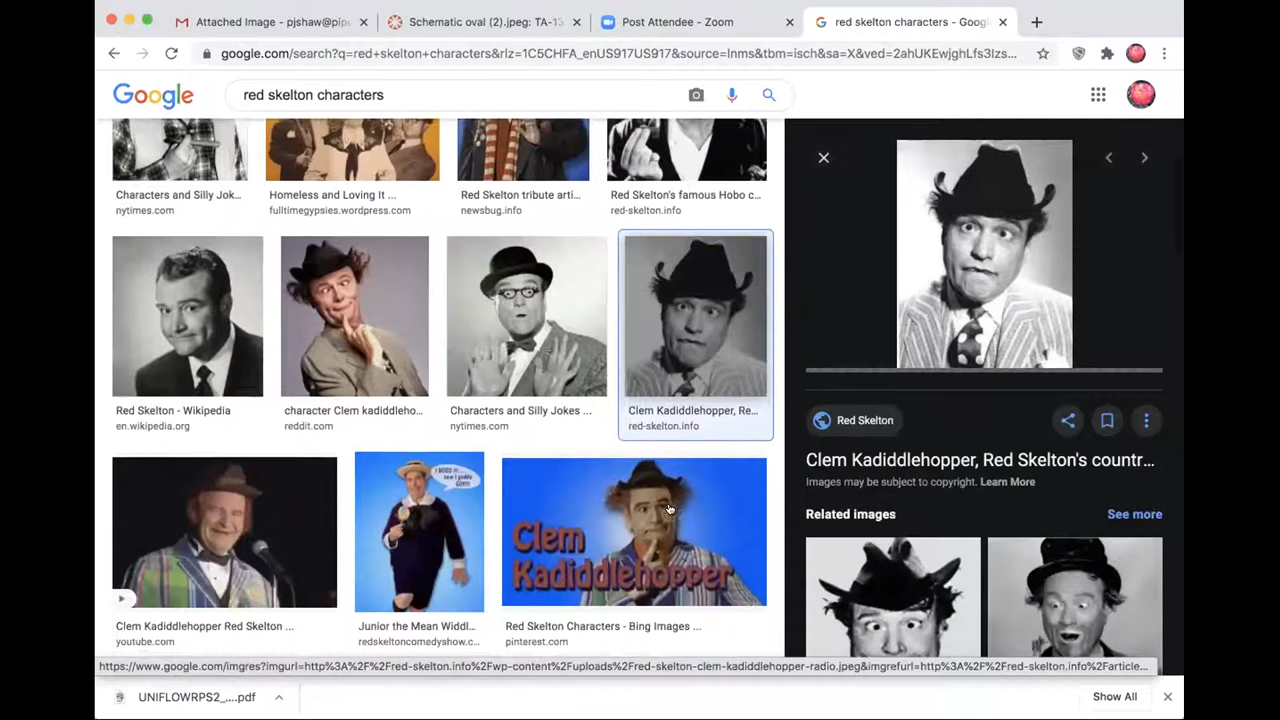 Attached Image - pjshaw@pip
Schematic oval (2).jpeg: TA-13
Post Attendee - Zoom
red skelton characters - Goog
google.com/search?q=red+skelton+characters&rlz=1C5CHFA_enUS917US917&source=lnms&tbm=isch&sa=X&ved=2ahUKEwjghLfs3Izs...
Google
red skelton characters
Characters and Silly Jok...
nytimes.com
Homeless and Loving It ...
fulltimegypsies.wordpress.com
Red Skelton tribute arti...
newsbug.info
Red Skelton's famous Hobo c...
red-skelton.info
Red Skelton - Wikipedia
en.wikipedia.org
character Clem kadiddleho...
reddit.com
Characters and Silly Jokes ...
nytimes.com
Clem Kadiddlehopper, Re...
red-skelton.info
Clem
Kadiddlehopper
Clem Kadiddlehopper Red Skelton ...
youtube.com
Junior the Mean Widdl...
redskeltoncomedyshow.c...
Red Skelton Characters - Bing Images ...
pinterest.com
Red Skelton
Clem Kadiddlehopper, Red Skelton's countr...
Images may be subject to copyright. Learn More
Related images
See more
https://www.google.com/imgres?imgurl=http%3A%2F%2Fred-skelton.info%2Fwp-content%2Fuploads%2Fred-skelton-clem-kadiddlehopper-radio.jpeg&imgrefurl=http%3A%2F%2Fred-skelton.info%2Farticle...
UNIFLOWRPS2_....pdf
Show All